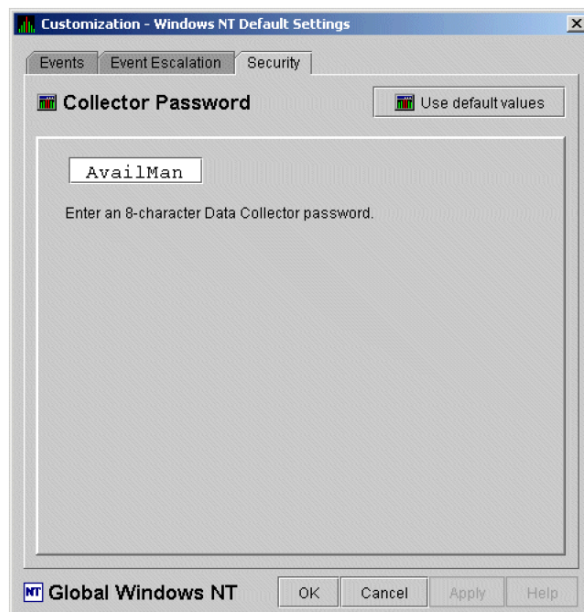 Customization - Windows NT Default Settings
Events Event Escalation Security
Collector Password Use default values
AvailMan
Enter an 8-character Data Collector password.
NT Global Windows NT OK Cancel Apply Help